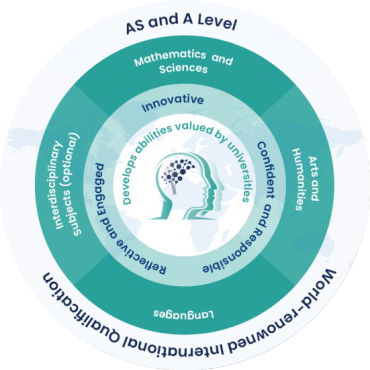 AS and A Level
Mathematics and
Sciences
Innovative
Develops abilities valued by universities
Interdisciplinary
Subjects (optional)
Arts and
Humanities
Reflective and Engaged
Confident and Responsible
Languages
World-renowned International Qualification